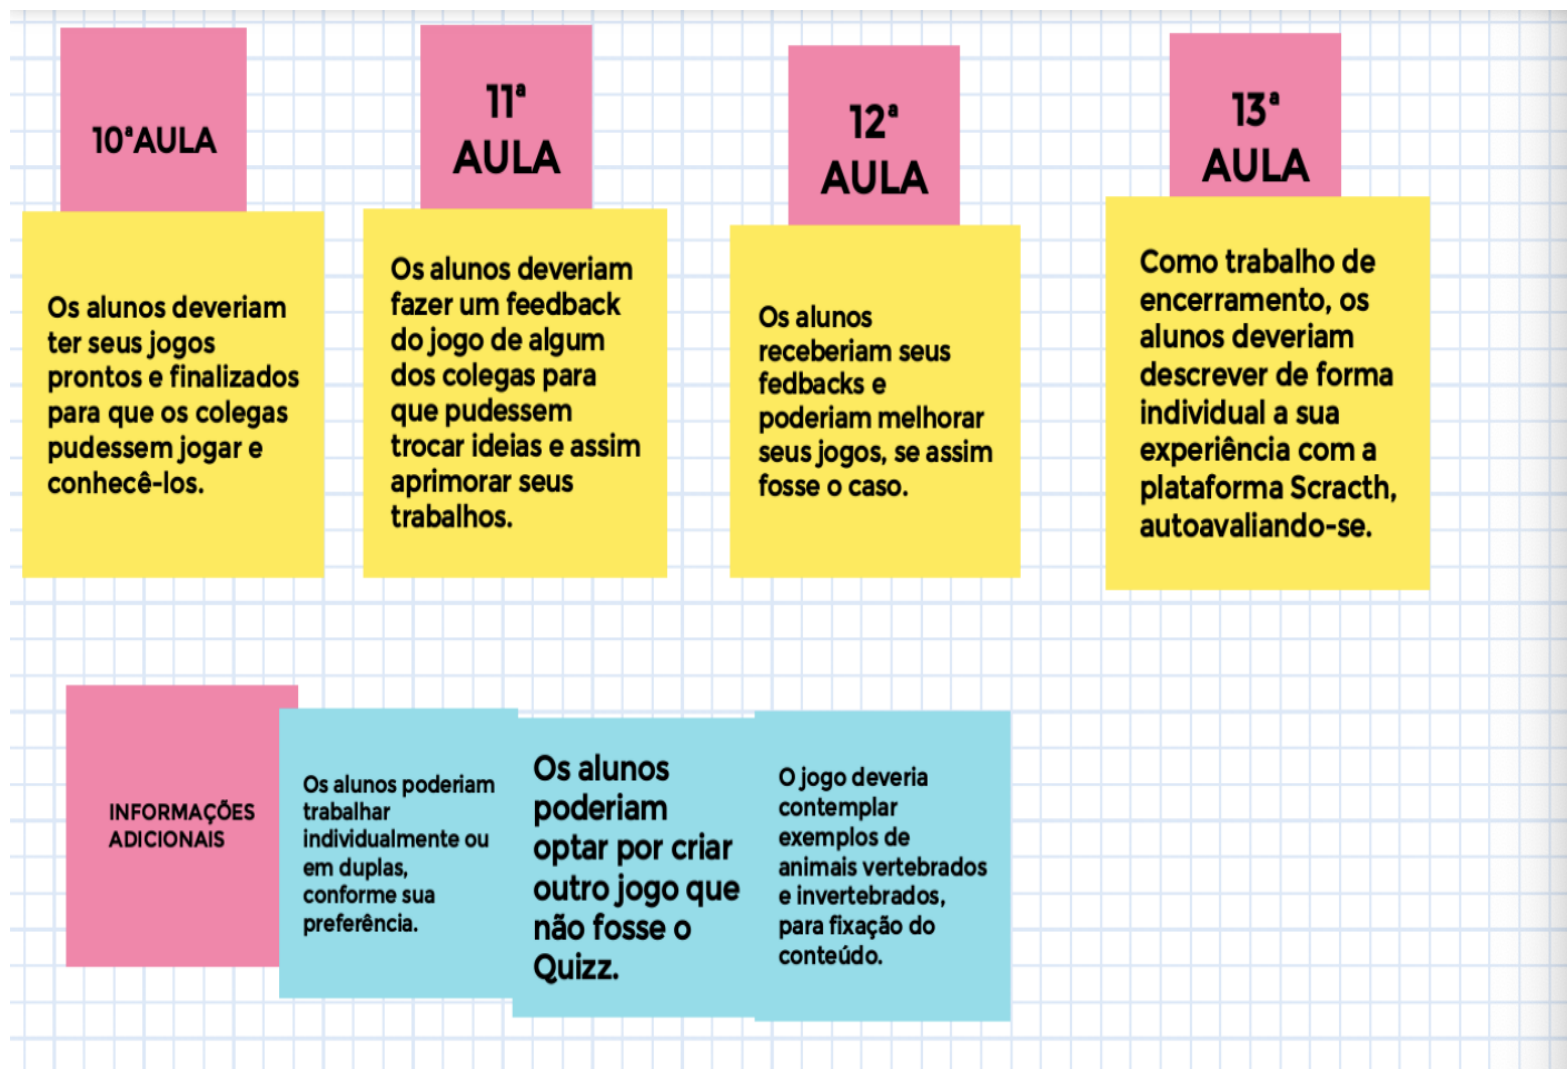 10ªAULA
Os alunos deveriam
ter seus jogos
prontos e finalizados
para que os colegas
pudessem jogar e
conhecê-los.
11ª
AULA
Os alunos deveriam
fazer um feedback
do jogo de algum
dos colegas para
que pudessem
trocar ideias e assim
aprimorar seus
trabalhos.
12ª
AULA
Os alunos
receberiam seus
fedbacks e
poderiam melhorar
seus jogos, se assim
fosse o caso.
13ª
AULA
Como trabalho de
encerramento, os
alunos deveriam
descrever de forma
individual a sua
experiência com a
plataforma Scracth,
autoavaliando-se.
INFORMAÇÕES
ADICIONAIS
Os alunos poderiam
trabalhar
individualmente ou
em duplas,
conforme sua
preferência.
Os alunos
poderiam
optar por criar
outro jogo que
não fosse o
Quizz.
O jogo deveria
contemplar
exemplos de
animais vertebrados
e invertebrados,
para fixação do
conteúdo.